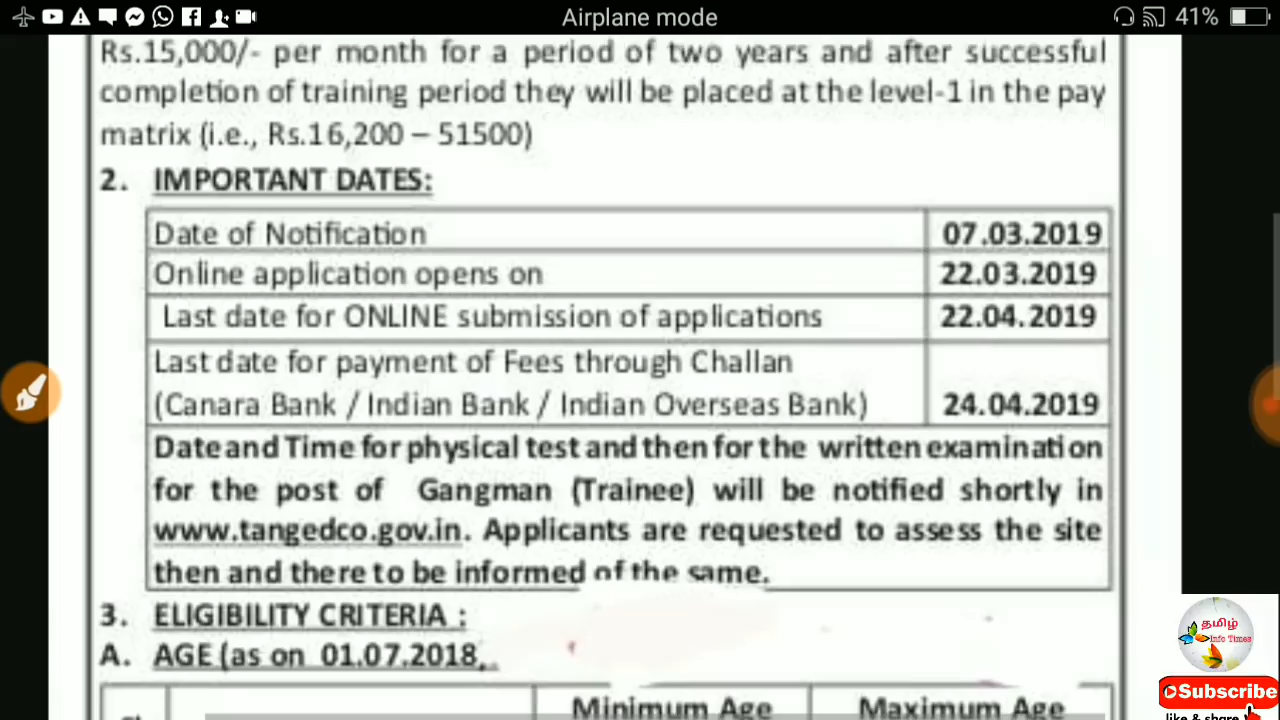 Airplane mode
41%
Rs.15,000/- per month for a period of two years and after successful
completion of training period they will be placed at the level-1 in the pay
matrix (i.e., Rs.16,200 – 51500)
2. IMPORTANT DATES:
Date of Notification 07.03.2019
Online application opens on 22.03.2019
Last date for ONLINE submission of applications 22.04.2019
Last date for payment of Fees through Challan
(Canara Bank / Indian Bank / Indian Overseas Bank) 24.04.2019
Date and Time for physical test and then for the written examination
for the post of Gangman (Trainee) will be notified shortly in
www.tangedco.gov.in. Applicants are requested to assess the site
then and there to be informed of the same.
3. ELIGIBILITY CRITERIA :
A. AGE (as on 01.07.2018
Minimum Age Maximum Age
தமிழ்
Info Times
Subscribe
like & share